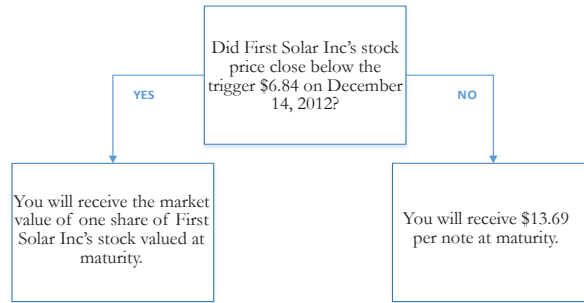 Did First Solar Inc's stock
price close below the
trigger $6.84 on December
14, 2012?
YES
NO
You will receive the market
value of one share of First
Solar Inc's stock valued at
maturity.
You will receive $13.69
per note at maturity.